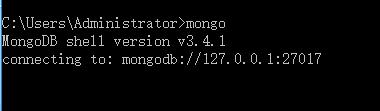 C:\Users\Administrator>mongo
MongoDB shell version v3.4.1
connecting to: mongodb://127.0.0.1:27017